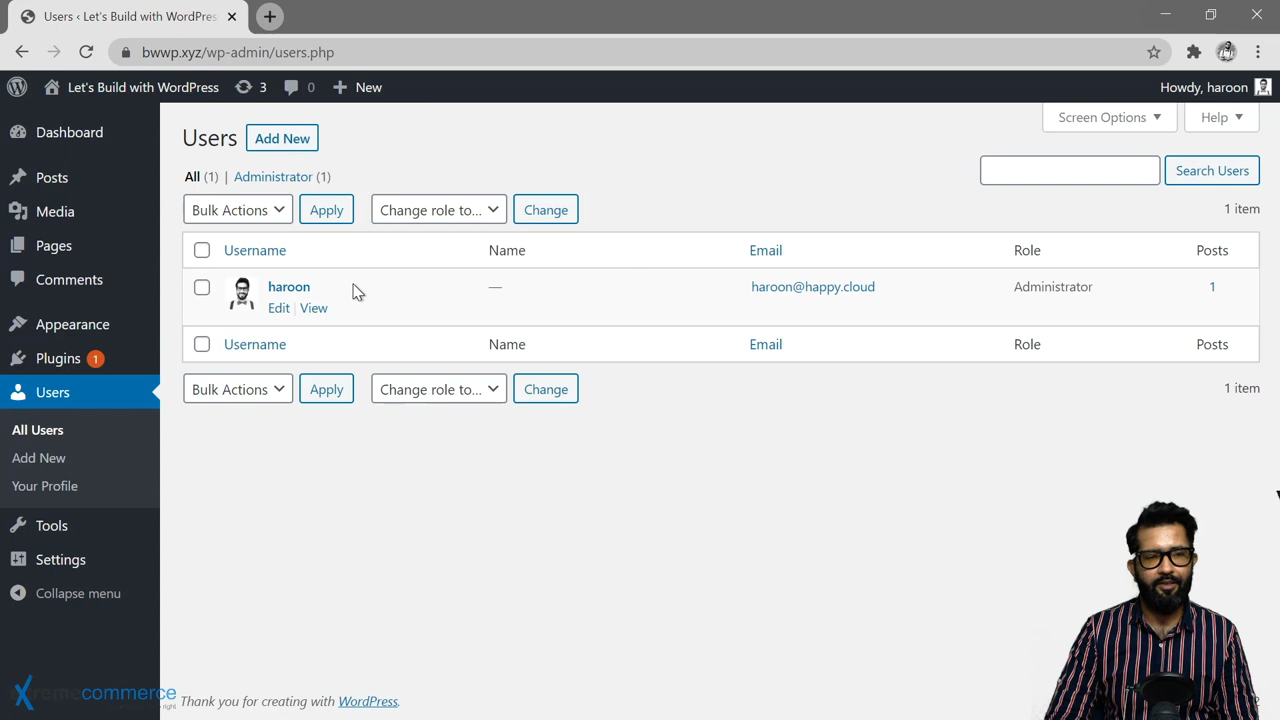 Users < Let's Build with WordPress
bwwp.xyz/wp-admin/users.php
Let's Build with WordPress 3 0 New Howdy, haroon
Dashboard
Posts
Media
Pages
Comments
Appearance
Plugins 1
Users
All Users
Add New
Your Profile
Tools
Settings
Collapse menu
Screen Options Help
Users Add New
All (1) | Administrator (1)
Search Users
Bulk Actions Apply Change role to... Change 1 item
Username Name Email Role Posts
haroon — haroon@happy.cloud Administrator 1
Edit | View
Username Name Email Role Posts
Bulk Actions Apply Change role to... Change 1 item
Thank you for creating with WordPress.
commerce